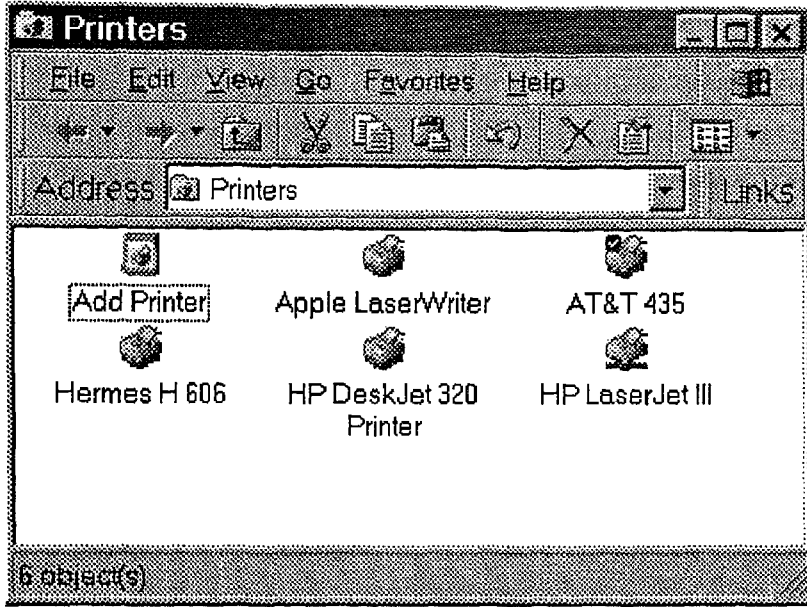 Printers
File Edit View Go Favorites Help
Address Printers Links
Add Printer Apple LaserWriter AT&T 435
Hermes H 606 HP DeskJet 320 Printer HP LaserJet III
6 object(s)